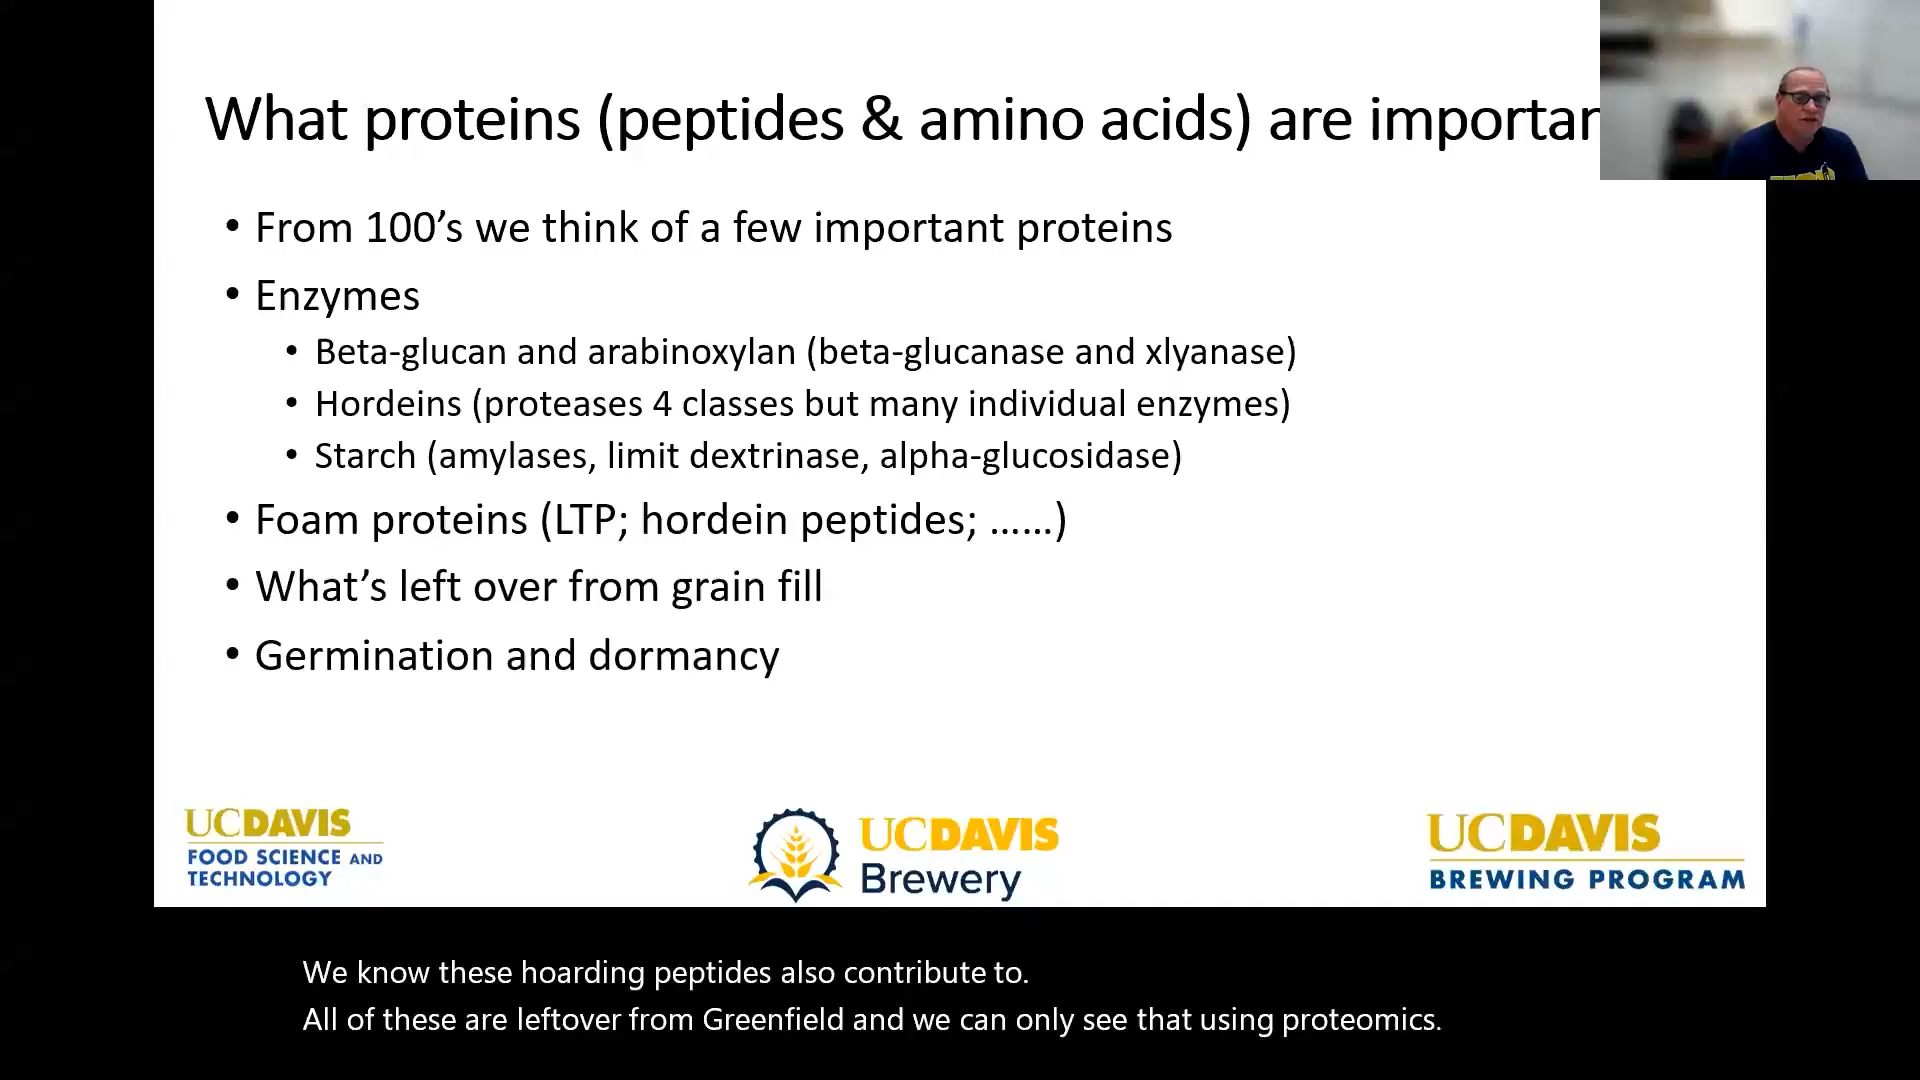 What proteins (peptides & amino acids) are importan
• From 100’s we think of a few important proteins
• Enzymes
• Beta-glucan and arabinoxylan (beta-glucanase and xlyanase)
• Hordeins (proteases 4 classes but many individual enzymes)
• Starch (amylases, limit dextrinase, alpha-glucosidase)
• Foam proteins (LTP; hordein peptides; ……)
• What’s left over from grain fill
• Germination and dormancy
UCDAVIS
FOOD SCIENCE AND
TECHNOLOGY
UCDAVIS
Brewery
UCDAVIS
BREWING PROGRAM
We know these hoarding peptides also contribute to.
All of these are leftover from Greenfield and we can only see that using proteomics.